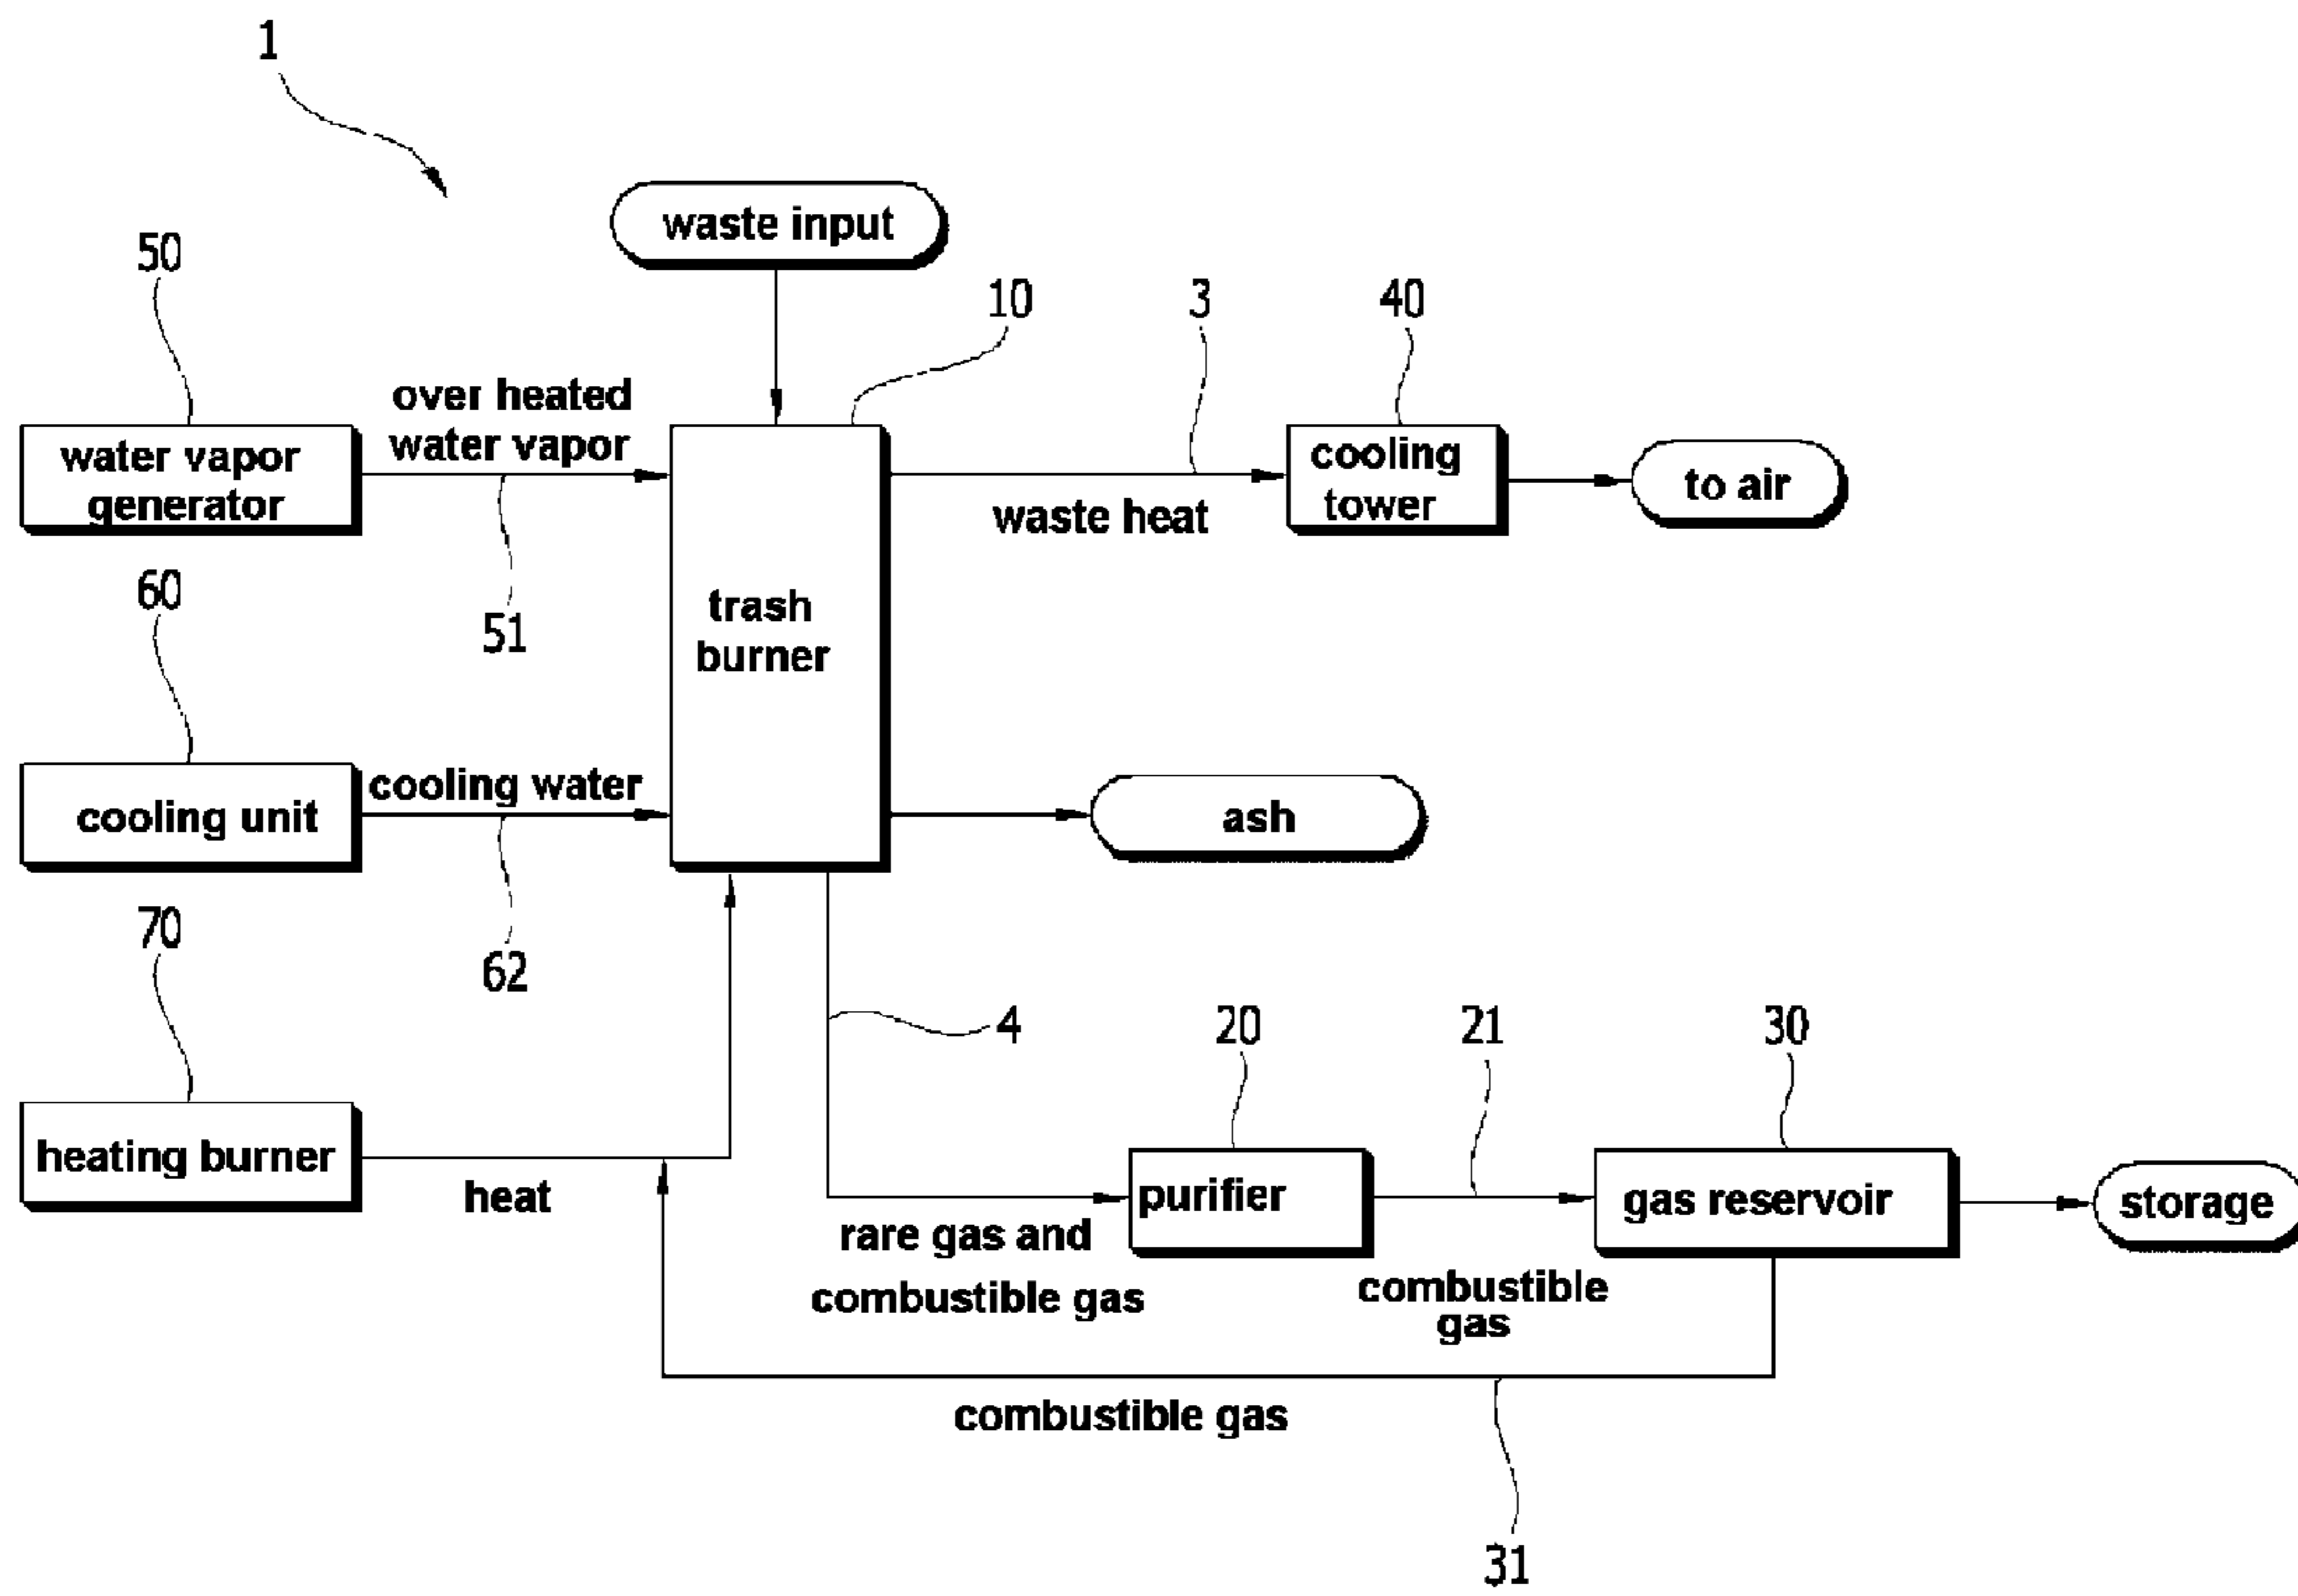 1
waste input
50
10
3
40
over heated
water vapor
water vapor
generator
cooling
tower
to air
waste heat
51
trash
burner
60
cooling unit
cooling water
62
ash
70
4
20
21
30
heating burner
heat
purifier
gas reservoir
storage
rare gas and
combustible gas
combustible
gas
combustible gas
31